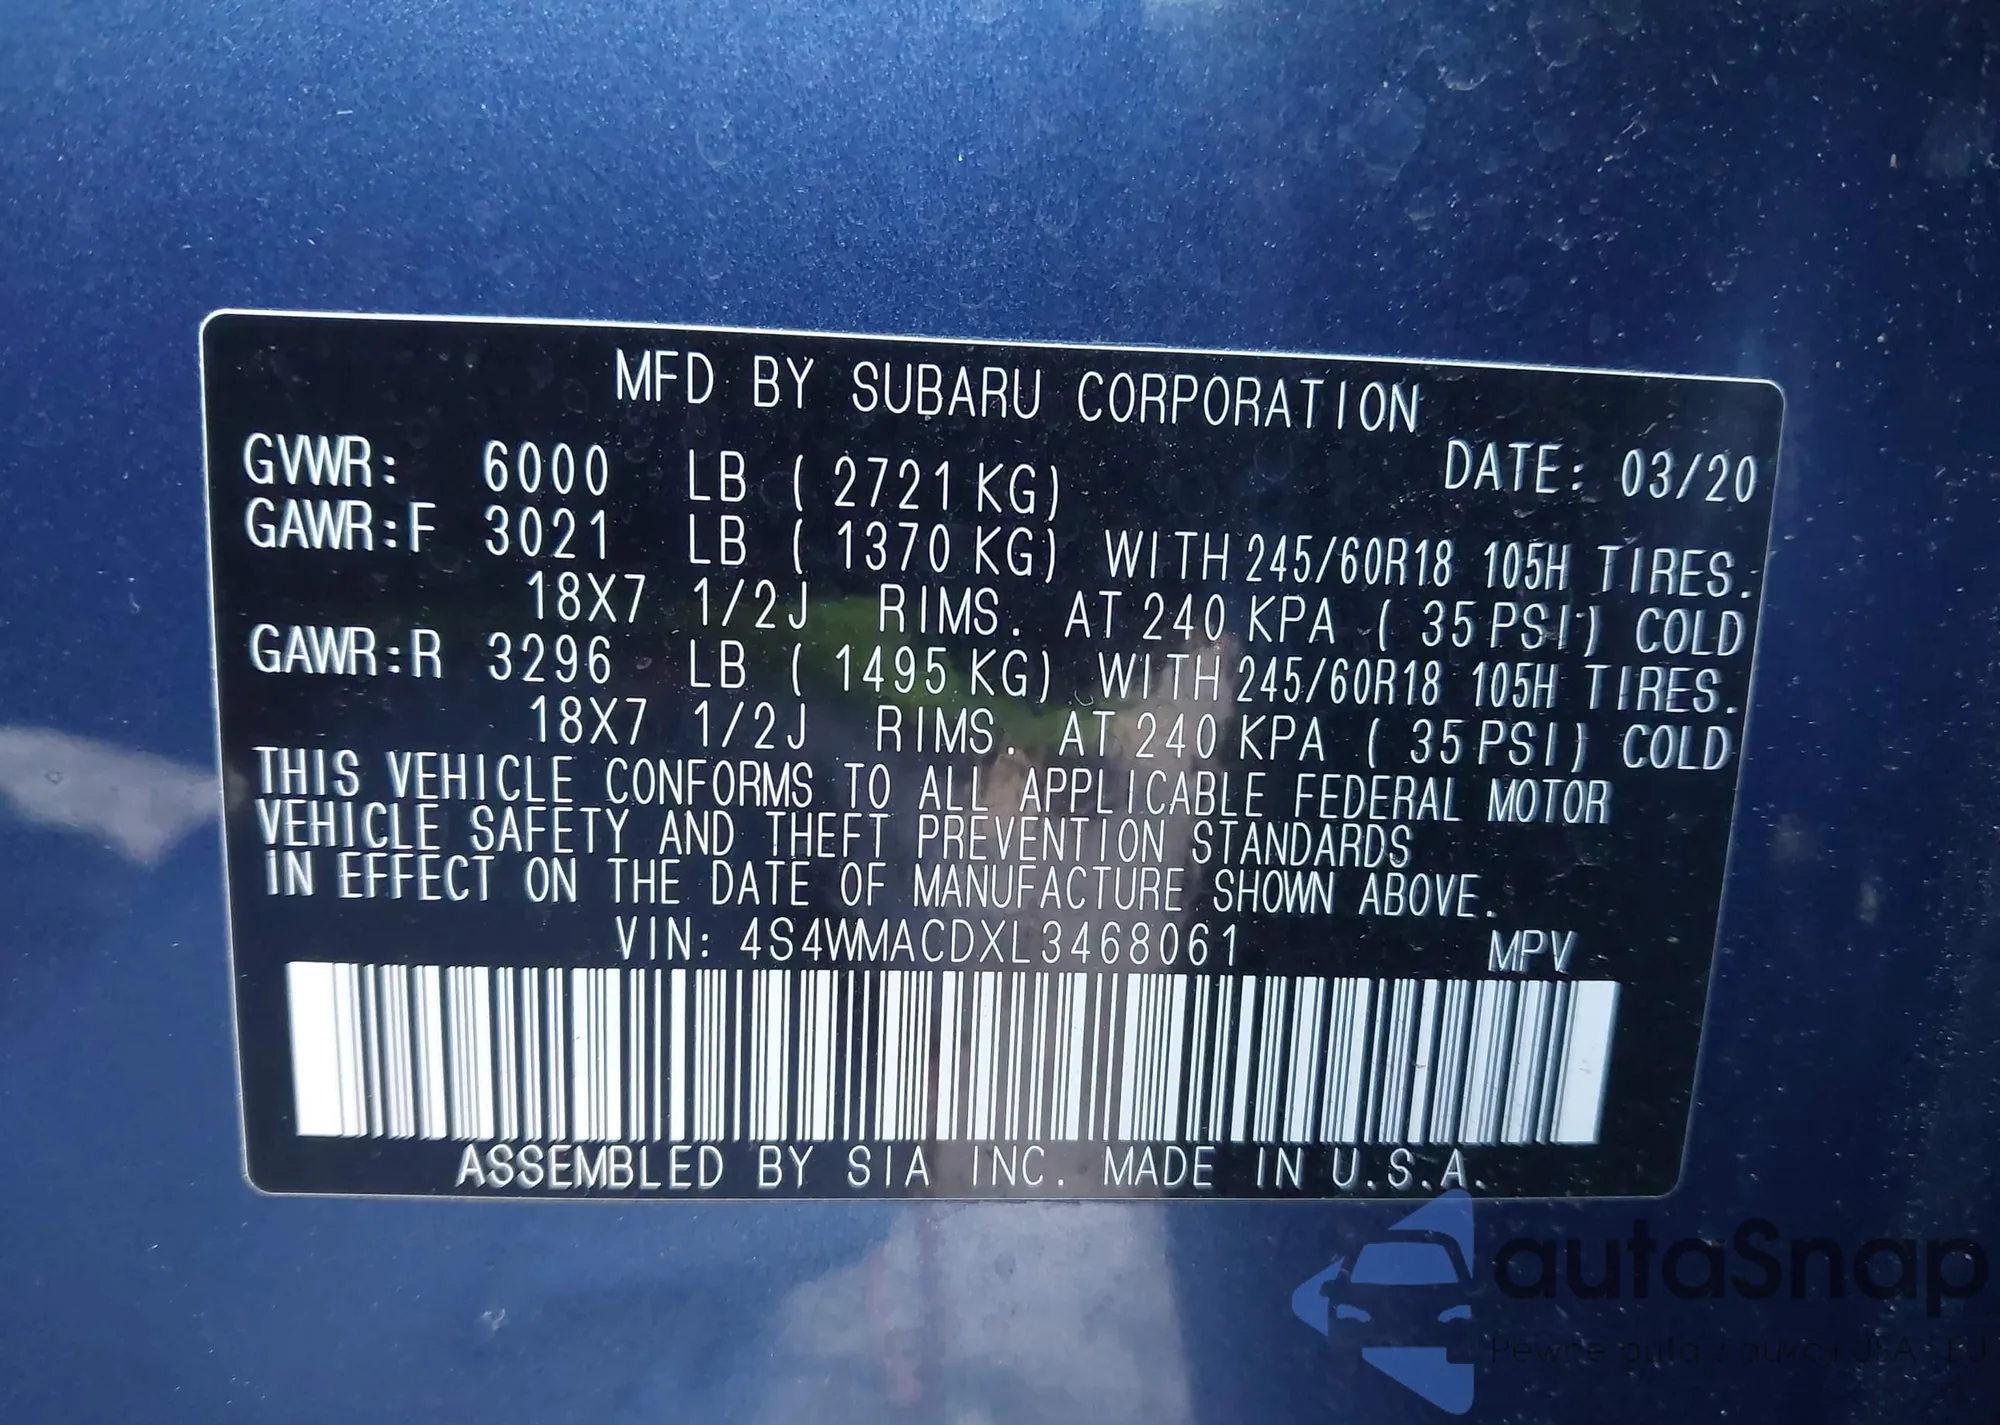 MFD BY SUBARU CORPORATION
GVWR: 6000 LB ( 2721 KG) DATE: 03/20
GAWR:F 3021 LB ( 1370 KG) WITH 245/60R18 105H TIRES.
18X7 1/2J RIMS. AT 240 KPA ( 35 PSI) COLD
GAWR:R 3296 LB ( 1495 KG) WITH 245/60R18 105H TIRES.
18X7 1/2J RIMS. AT 240 KPA ( 35 PSI) COLD
THIS VEHICLE CONFORMS TO ALL APPLICABLE FEDERAL MOTOR
VEHICLE SAFETY AND THEFT PREVENTION STANDARDS
IN EFFECT ON THE DATE OF MANUFACTURE SHOWN ABOVE.
VIN: 4S4WMACDXL3468061 MPV
ASSEMBLED BY SIA INC. MADE IN U.S.A.
autaSnap
Pewne auta z aukcji